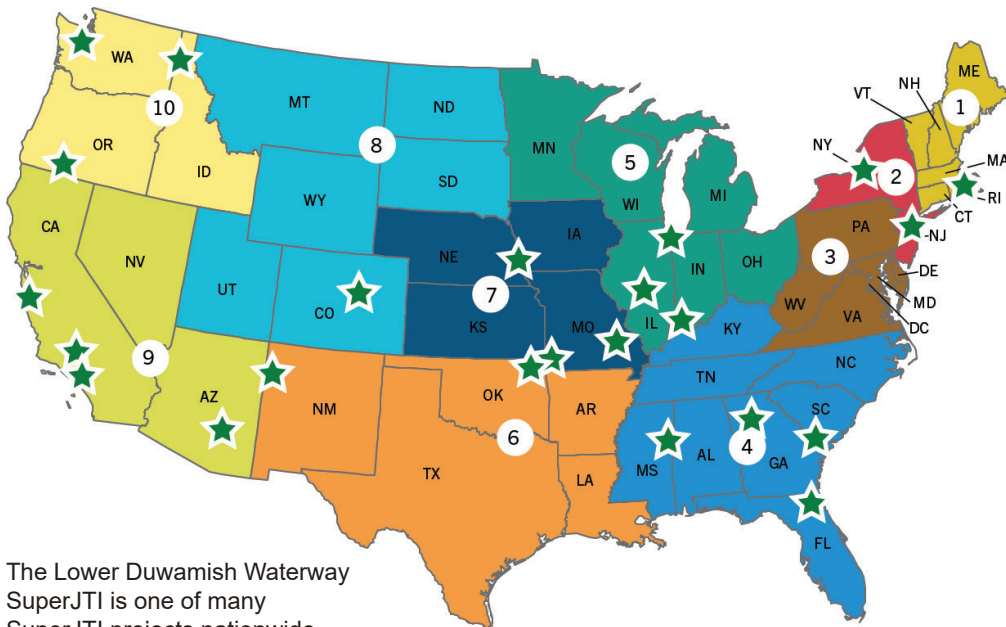 WA
MT
ND
MN
ME
NH
VT
1
10
OR
ID
8
5
NY
2
MA
RI
CT
WY
SD
WI
MI
CA
NV
UT
CO
NE
IA
7
KS
MO
IL
IN
OH
PA
NJ
3
DE
MD
DC
WV
VA
KY
9
AZ
NM
OK
AR
TN
NC
SC
6
TX
LA
MS
AL
4
GA
FL
The Lower Duwamish Waterway
SuperJTI is one of many
SuperJTI projects nationwide